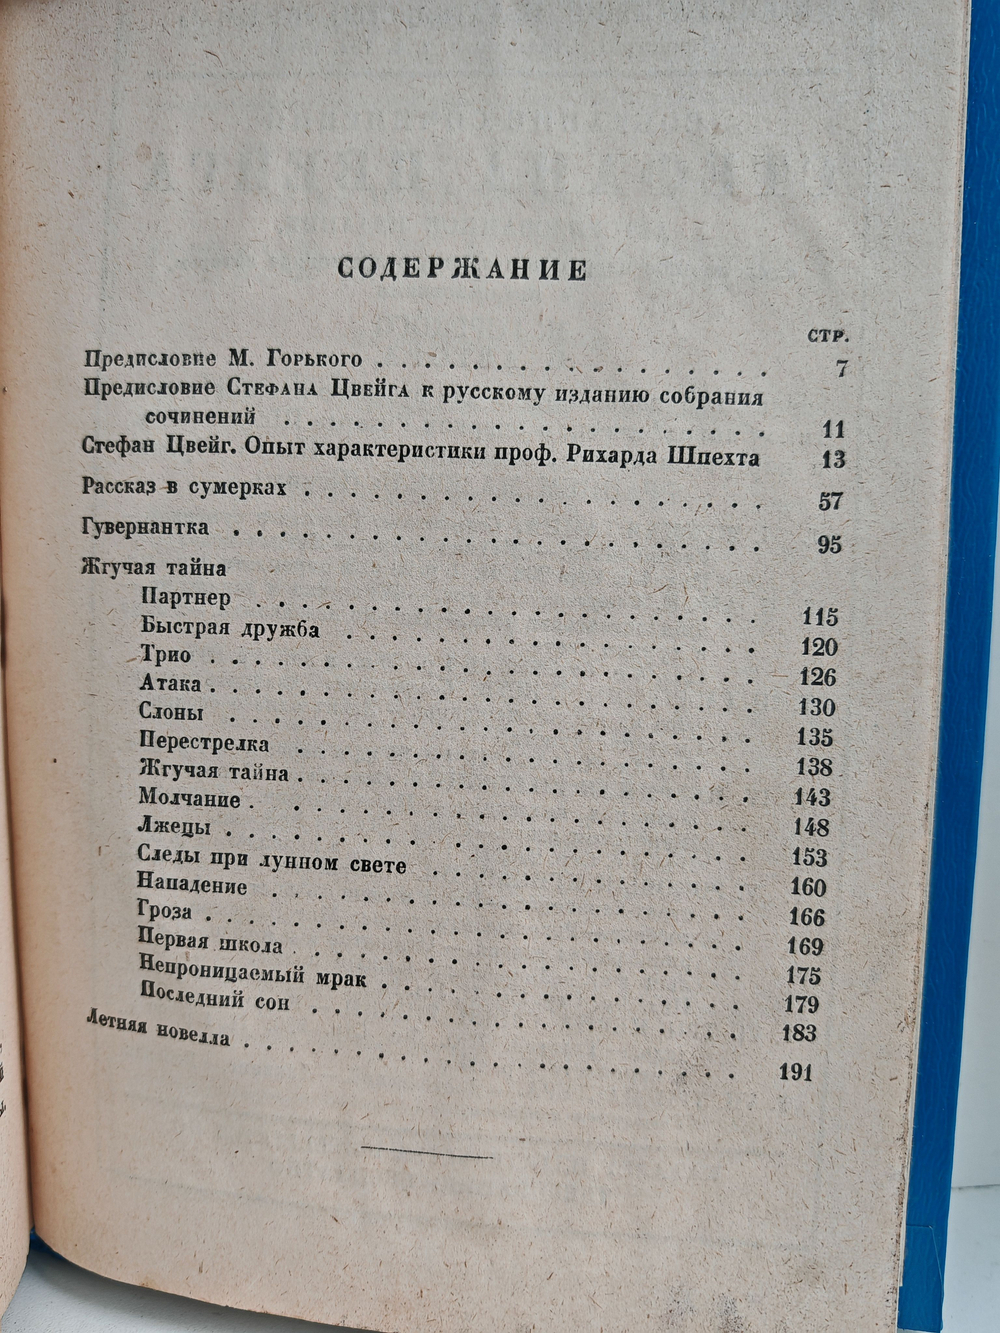 СОДЕРЖАНИЕ
СТР.
Предисловие М. Горького . . . . . . . . . . . . . . . . 7
Предисловие Стефана Цвейга к русскому изданию собрания
сочинений . . . . . . . . . . . . . . . . . 11
Стефан Цвейг. Опыт характеристики проф. Рихарда Шпехта 13
Рассказ в сумерках . . . . . . . . . . . . . . . . 57
Гувернантка . . . . . . . . . . . . . . . . . . 95
Жгучая тайна
Партнер . . . . . . . . . . . . . . . . . 115
Быстрая дружба . . . . . . . . . . . . . . 120
Трио . . . . . . . . . . . . . . . . . . . 126
Атака . . . . . . . . . . . . . . . . . . . 130
Слоны . . . . . . . . . . . . . . . . . . 135
Перестрелка . . . . . . . . . . . . . . . 138
Жгучая тайна . . . . . . . . . . . . . . . 143
Молчание . . . . . . . . . . . . . . . . 148
Лжецы . . . . . . . . . . . . . . . . . . 153
Следы при лунном свете . . . . . . . . . . . 160
Нападение . . . . . . . . . . . . . . . . 166
Гроза . . . . . . . . . . . . . . . . . . . 169
Первая школа . . . . . . . . . . . . . . . 175
Непроницаемый мрак . . . . . . . . . . . . 179
Последний сон . . . . . . . . . . . . . . . 183
Летняя новелла . . . . . . . . . . . . . . . . . 191